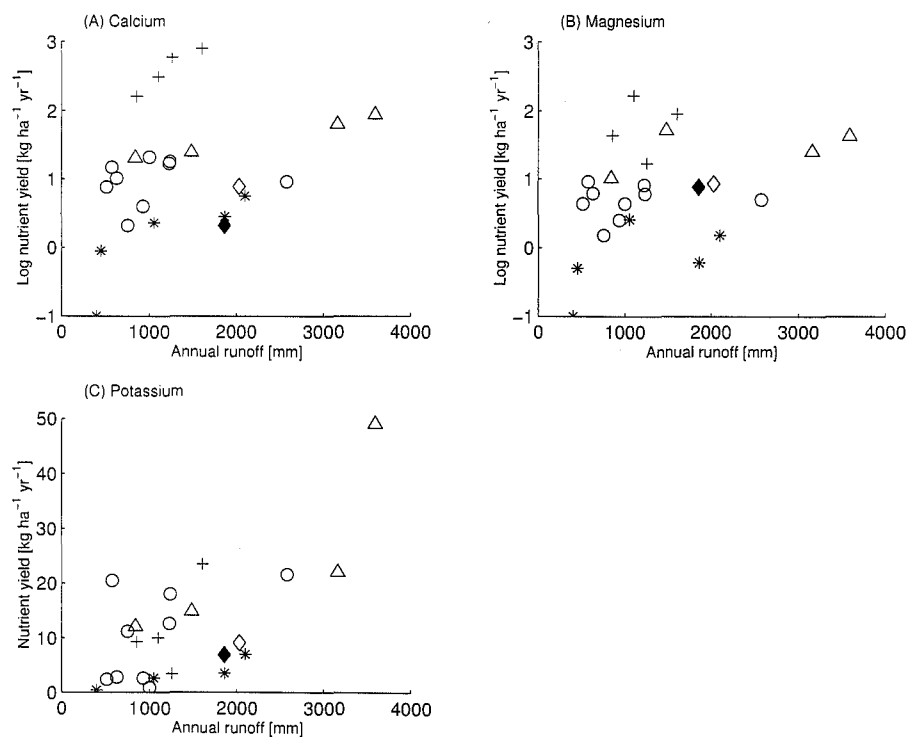 (A) Calcium
Log nutrient yield [kg ha⁻¹ yr⁻¹]
3
2
1
0
−1
0 1000 2000 3000 4000
Annual runoff [mm]
(B) Magnesium
Log nutrient yield [kg ha⁻¹ yr⁻¹]
3
2
1
0
−1
0 1000 2000 3000 4000
Annual runoff [mm]
(C) Potassium
Nutrient yield [kg ha⁻¹ yr⁻¹]
50
40
30
20
10
0
0 1000 2000 3000 4000
Annual runoff [mm]